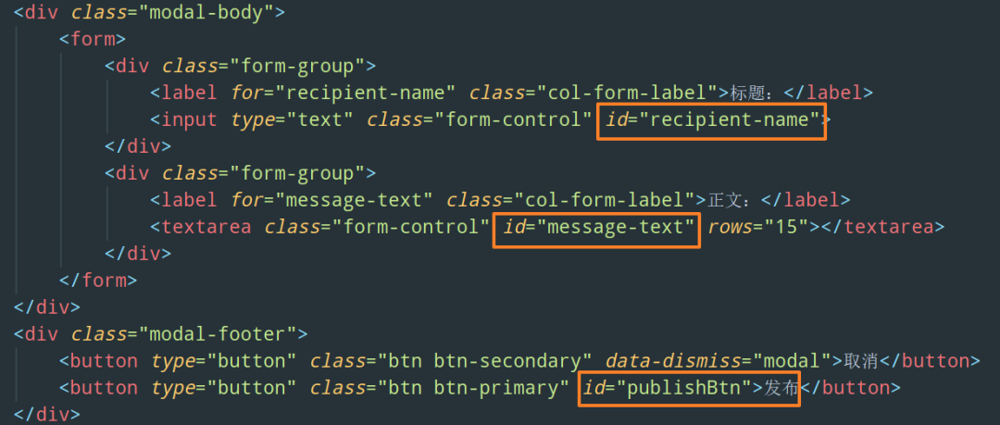 <div class="modal-body">
<form>
<div class="form-group">
<label for="recipient-name" class="col-form-label">标题：</label>
<input type="text" class="form-control" id="recipient-name">
</div>
<div class="form-group">
<label for="message-text" class="col-form-label">正文：</label>
<textarea class="form-control" id="message-text" rows="15"></textarea>
</div>
</form>
</div>
<div class="modal-footer">
<button type="button" class="btn btn-secondary" data-dismiss="modal">取消</button>
<button type="button" class="btn btn-primary" id="publishBtn">发布</button>
</div>